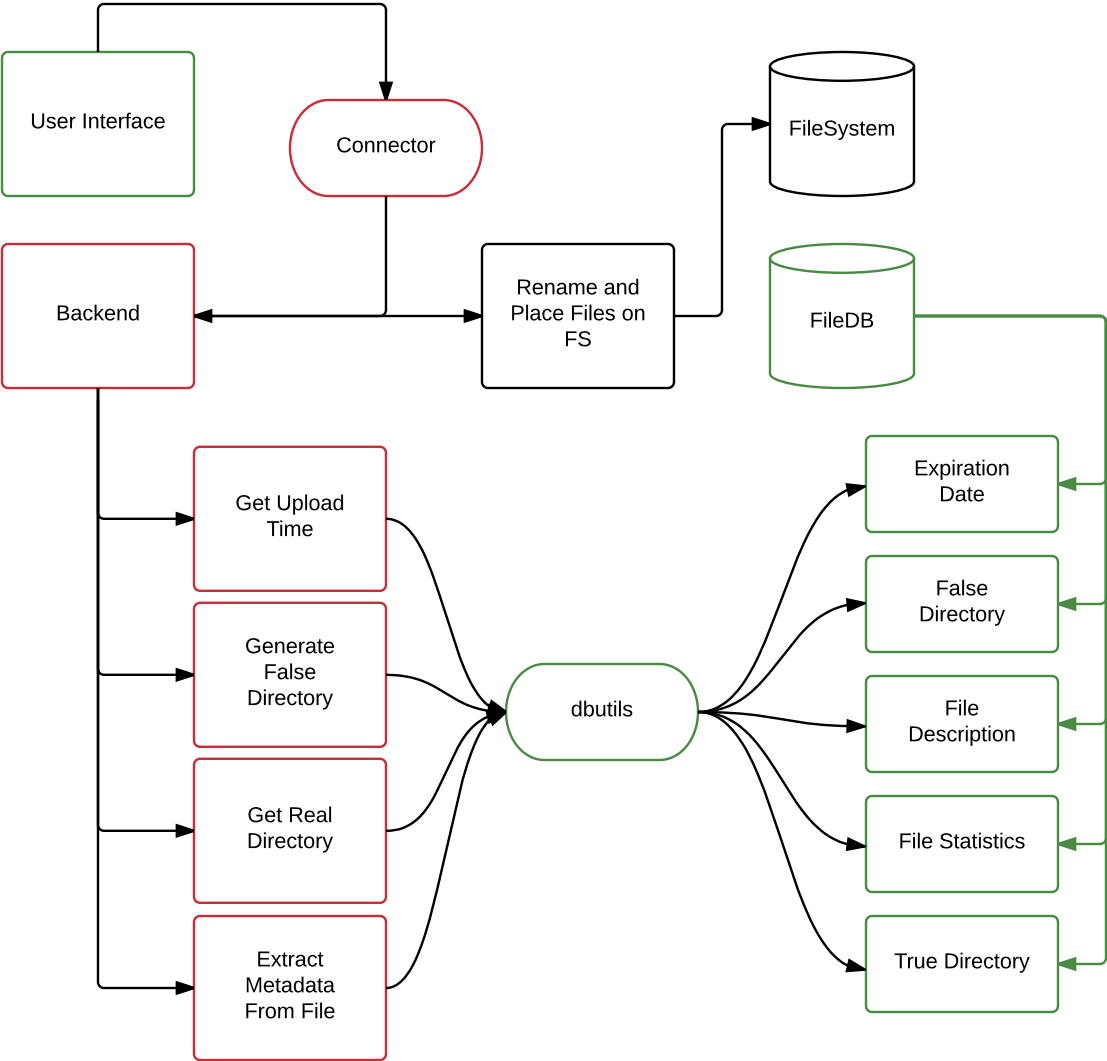 User Interface
Connector
FileSystem
Backend
Rename and
Place Files on
FS
FileDB
Get Upload
Time
Generate
False
Directory
Get Real
Directory
Extract
Metadata
From File
dbutils
Expiration
Date
False
Directory
File
Description
File Statistics
True Directory